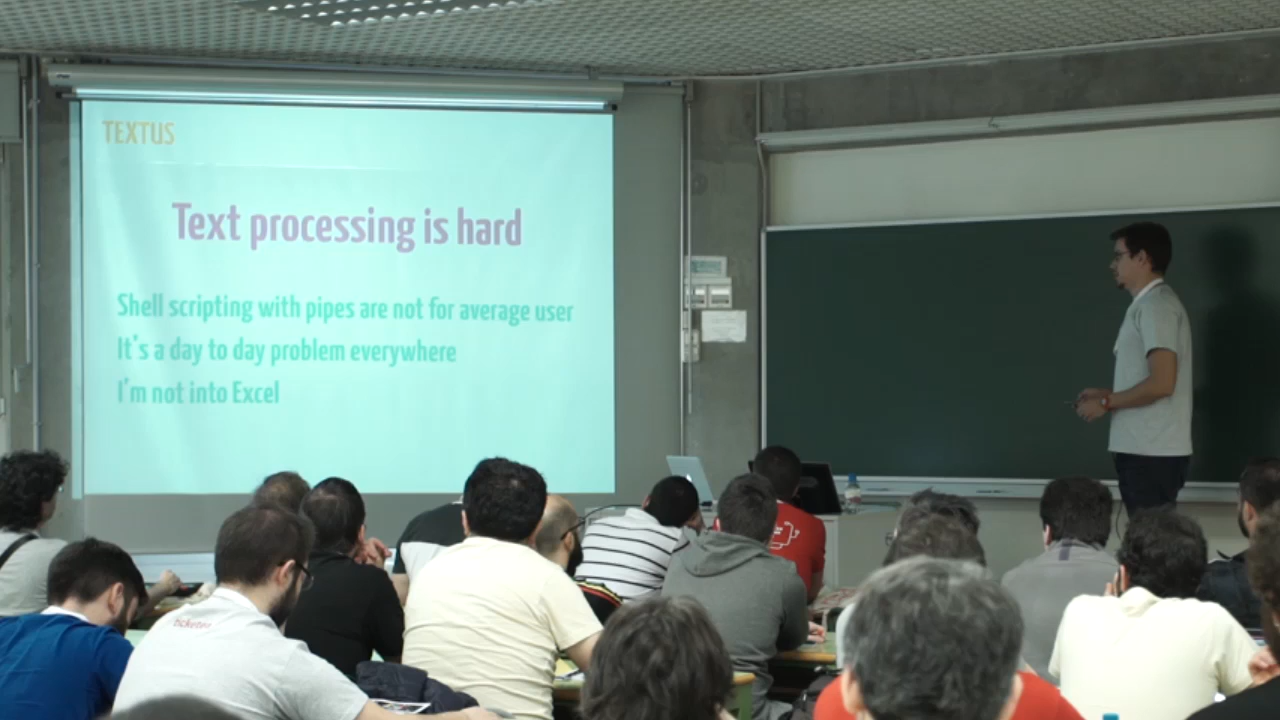 TEXTUS
Text processing is hard
Shell scripting with pipes are not for average user
It's a day to day problem everywhere
I'm not into Excel